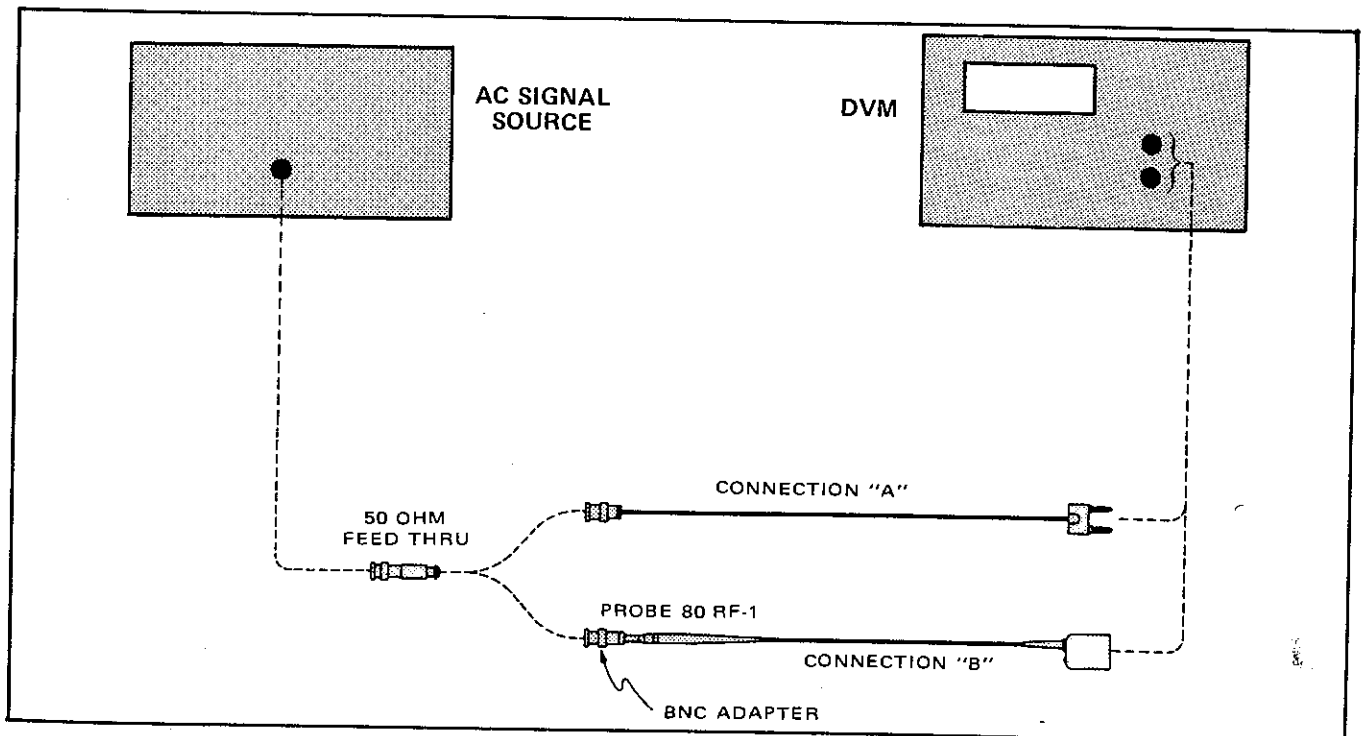 AC SIGNAL
SOURCE
DVM
CONNECTION "A"
50 OHM
FEED THRU
PROBE 80 RF-1
CONNECTION "B"
BNC ADAPTER